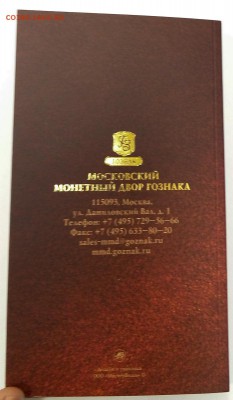 МОСКОВСКИЙ
МОНЕТНЫЙ ДВОР ГОЗНАКА
115093, Москва,
ул. Даниловский Вал, д. 1
Телефон: +7 (495) 729-56-66
Факс: +7 (495) 633-80-20
sales-mmd@goznak.ru
mmd.goznak.ru